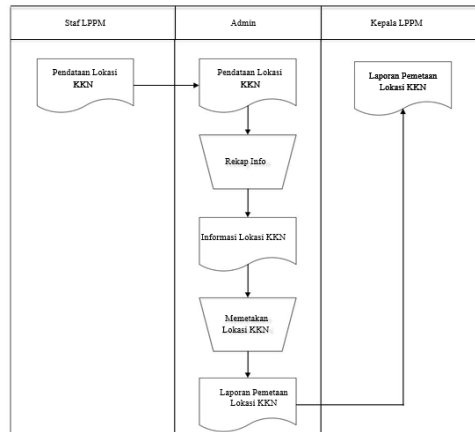 Staf LPPM
Admin
Kepala LPPM
Pendataan Lokasi
KKN
Pendataan Lokasi
KKN
Laporan Pemetaan
Lokasi KKN
Rekap Info
Informasi Lokasi KKN
Memetakan
Lokasi KKN
Laporan Pemetaan
Lokasi KKN